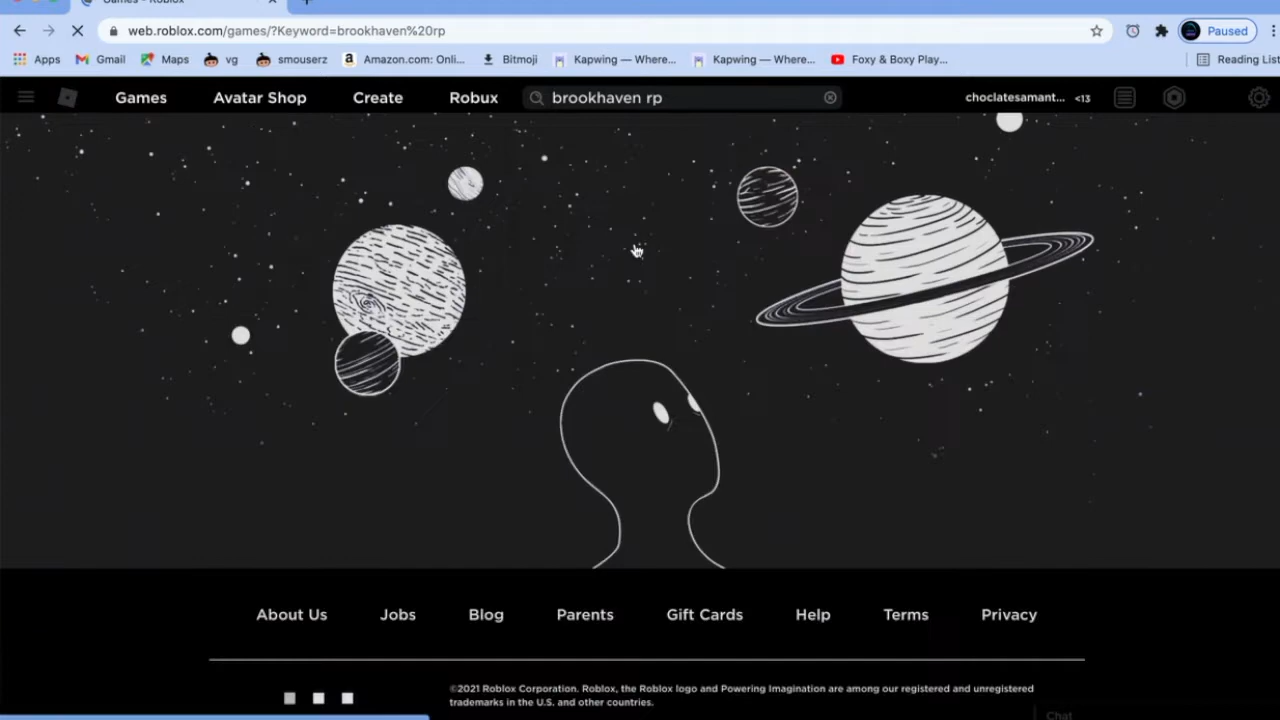 Games - Roblox
web.roblox.com/games/?Keyword=brookhaven%20rp
Paused
Apps
Gmail
Maps
vg
smouserz
Amazon.com: Onli...
Bitmoji
Kapwing — Where...
Kapwing — Where...
Foxy & Boxy Play...
Reading List
Games
Avatar Shop
Create
Robux
brookhaven rp
choclatesamant...
<13
About Us
Jobs
Blog
Parents
Gift Cards
Help
Terms
Privacy
©2021 Roblox Corporation. Roblox, the Roblox logo and Powering Imagination are among our registered and unregistered
trademarks in the U.S. and other countries.
Chat